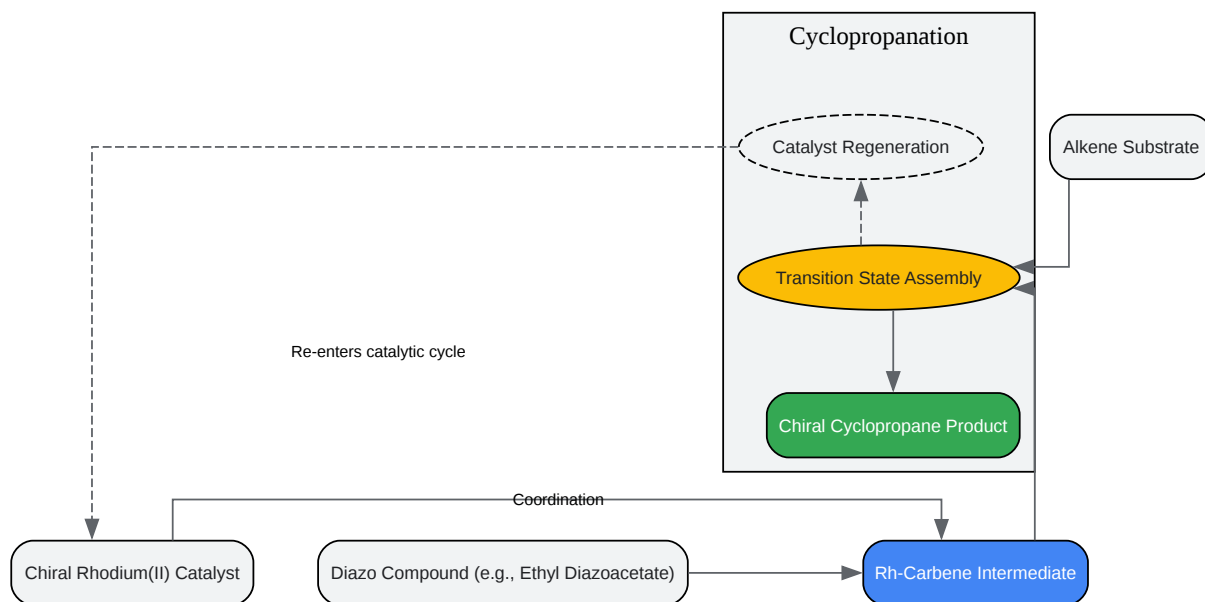 Cyclopropanation
Catalyst Regeneration
Alkene Substrate
Transition State Assembly
Re-enters catalytic cycle
Chiral Cyclopropane Product
Coordination
Chiral Rhodium(II) Catalyst
Diazo Compound (e.g., Ethyl Diazoacetate)
Rh-Carbene Intermediate